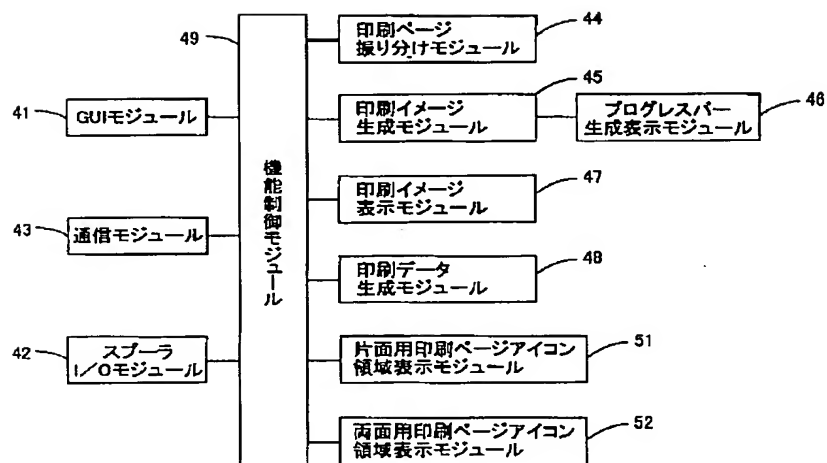 49
印刷ページ
振り分けモジュール
44
41
GUIモジュール
印刷イメージ
生成モジュール
45
プログレスバー
生成表示モジュール
46
機能制御モジュール
印刷イメージ
表示モジュール
47
43
通信モジュール
印刷データ
生成モジュール
48
42
スプーラ
I/Oモジュール
片面用印刷ページアイコン
領域表示モジュール
51
両面用印刷ページアイコン
領域表示モジュール
52